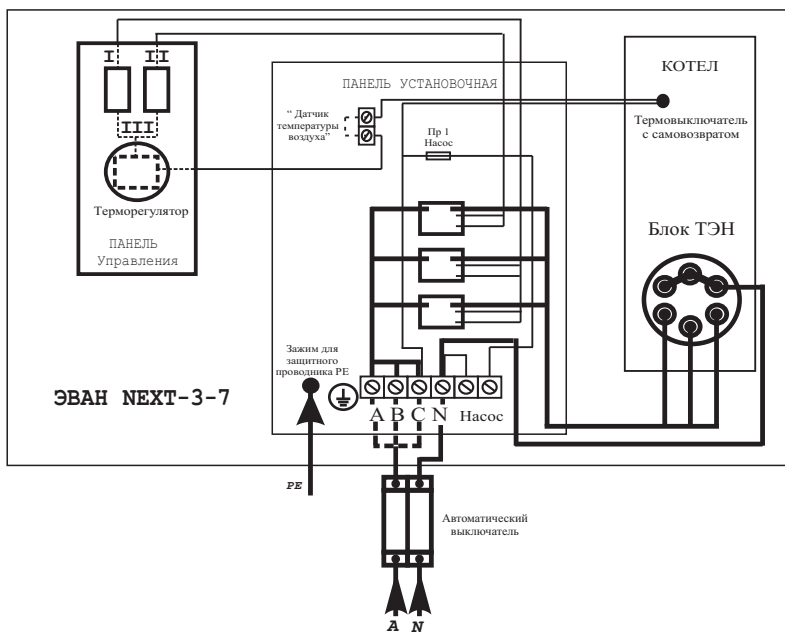 I II
III
Терморегулятор
ПАНЕЛЬ
Управления
ПАНЕЛЬ УСТАНОВОЧНАЯ
“ Датчик
температуры
воздуха”
Пр 1
Насос
КОТЕЛ
Термовыключатель
с самовозвратом
Блок ТЭН
Зажим для
защитного
проводника PE
ЭВАН NEXT-3-7
A B C N Насос
PE
Автоматический
выключатель
A N